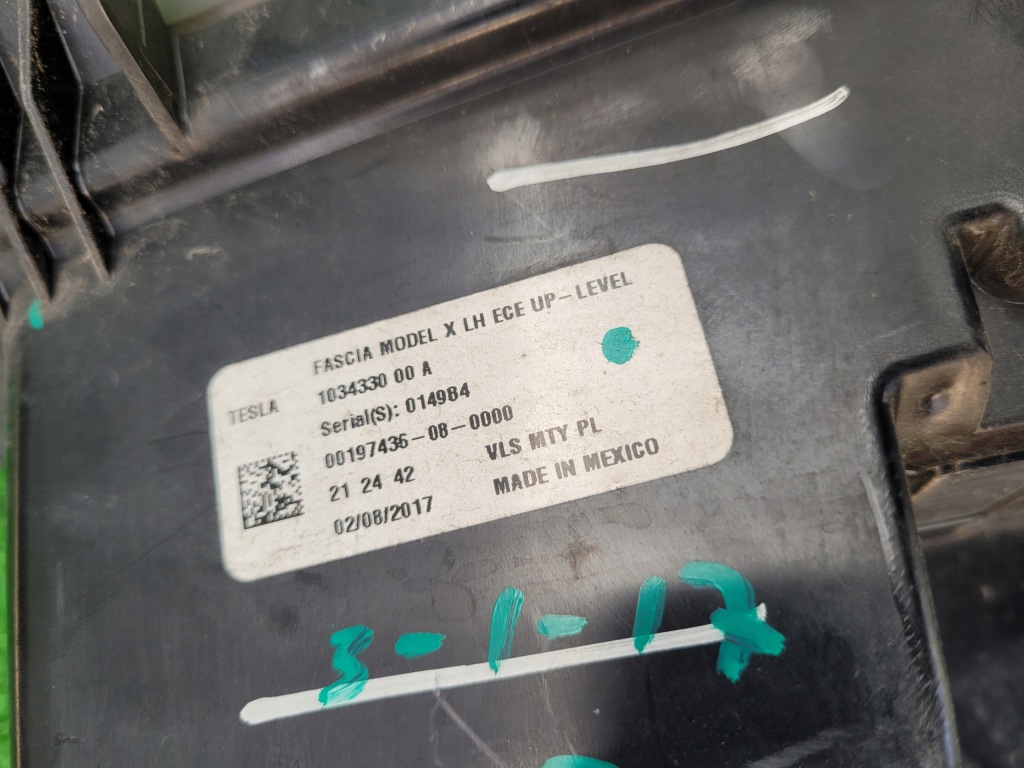 FASCIA MODEL X LH ECE UP-LEVEL
TESLA
1034330 00 A
Serial(S): 014984
00197436-08-0000
21 24 42
VLS MTY PL
02/08/2017
MADE IN MEXICO
3-1-17